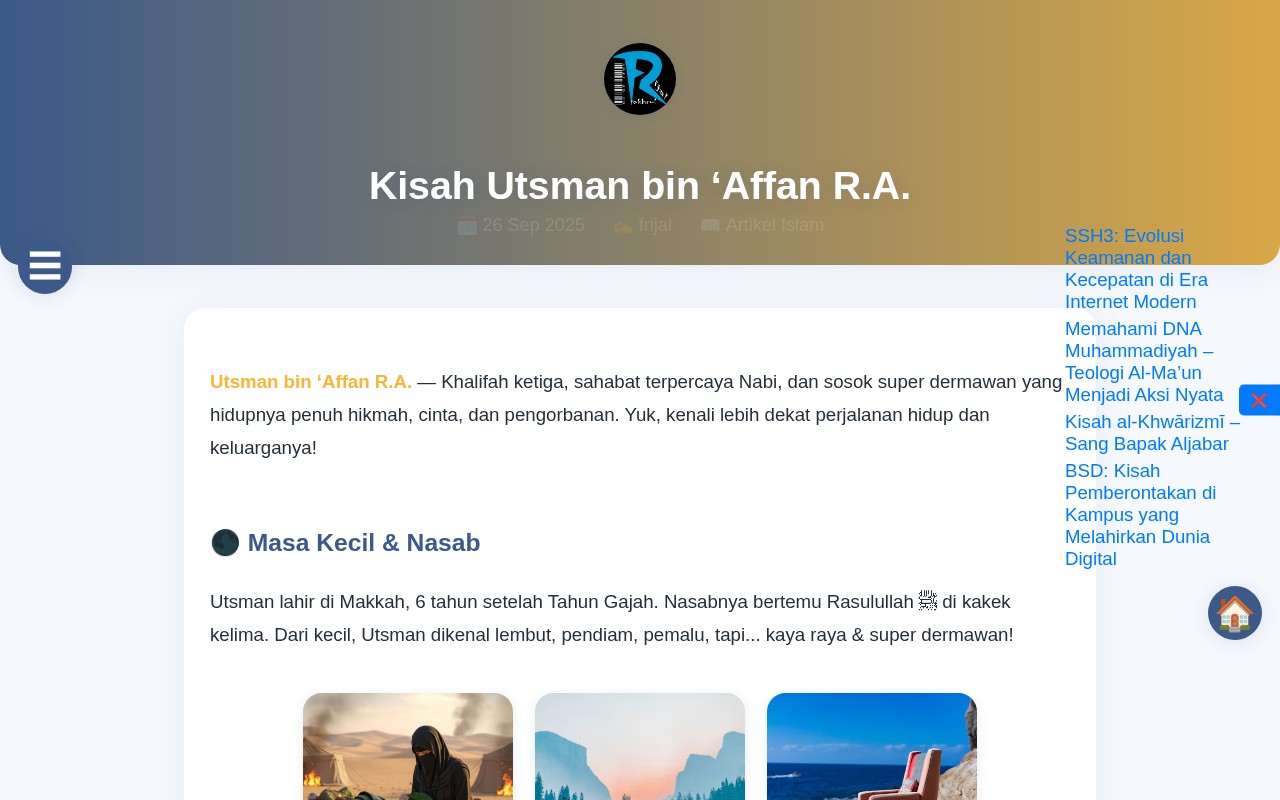 Kisah Utsman bin ‘Affan R.A.
🗓️ 26 Sep 2025 ✍️ frijal 📖 Artikel Islam
SSH3: Evolusi
Keamanan dan
Kecepatan di Era
Internet Modern
Memahami DNA
Muhammadiyah –
Teologi Al-Ma’un
Menjadi Aksi Nyata
Kisah al-Khwārizmī –
Sang Bapak Aljabar
BSD: Kisah
Pemberontakan di
Kampus yang
Melahirkan Dunia
Digital
Utsman bin ‘Affan R.A. — Khalifah ketiga, sahabat terpercaya Nabi, dan sosok super dermawan yang
hidupnya penuh hikmah, cinta, dan pengorbanan. Yuk, kenali lebih dekat perjalanan hidup dan
keluarganya!
🌑 Masa Kecil & Nasab
Utsman lahir di Makkah, 6 tahun setelah Tahun Gajah. Nasabnya bertemu Rasulullah ﷺ di kakek
kelima. Dari kecil, Utsman dikenal lembut, pendiam, pemalu, tapi... kaya raya & super dermawan!